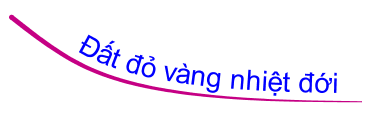 Đất đỏ vàng nhiệt đới